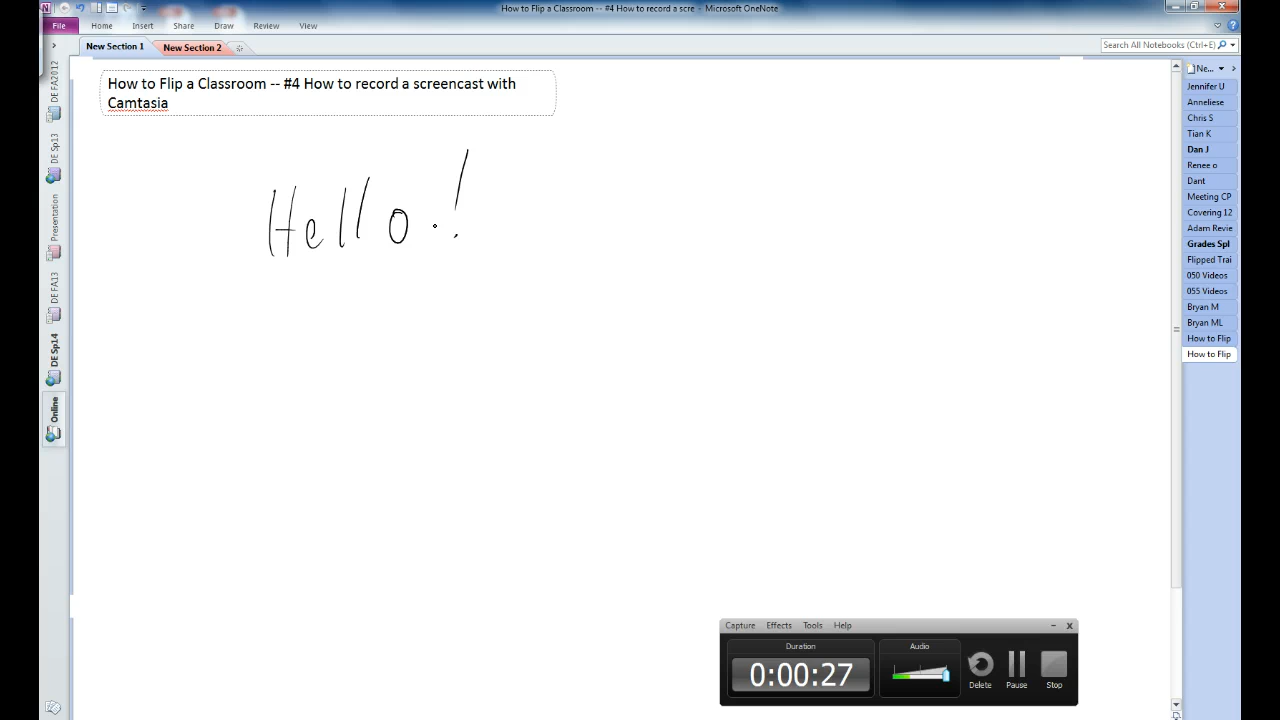 How to Flip a Classroom -- #4 How to record a scre – Microsoft OneNote
File Home Insert Share Draw Review View
New Section 1 New Section 2
Search All Notebooks (Ctrl+E)
How to Flip a Classroom -- #4 How to record a screencast with
Camtasia
Hello!
DE FA2012
DE Sp13
Presentation
DE FA13
DE Sp14
Online
Ne...
Jennifer U
Anneliese
Chris S
Tian K
Dan J
Renee o
Dant
Meeting CP
Covering 12
Adam Revie
Grades Spl
Flipped Trai
050 Videos
055 Videos
Bryan M
Bryan ML
How to Flip
How to Flip
Capture Effects Tools Help
Duration Audio
0:00:27
Delete Pause Stop